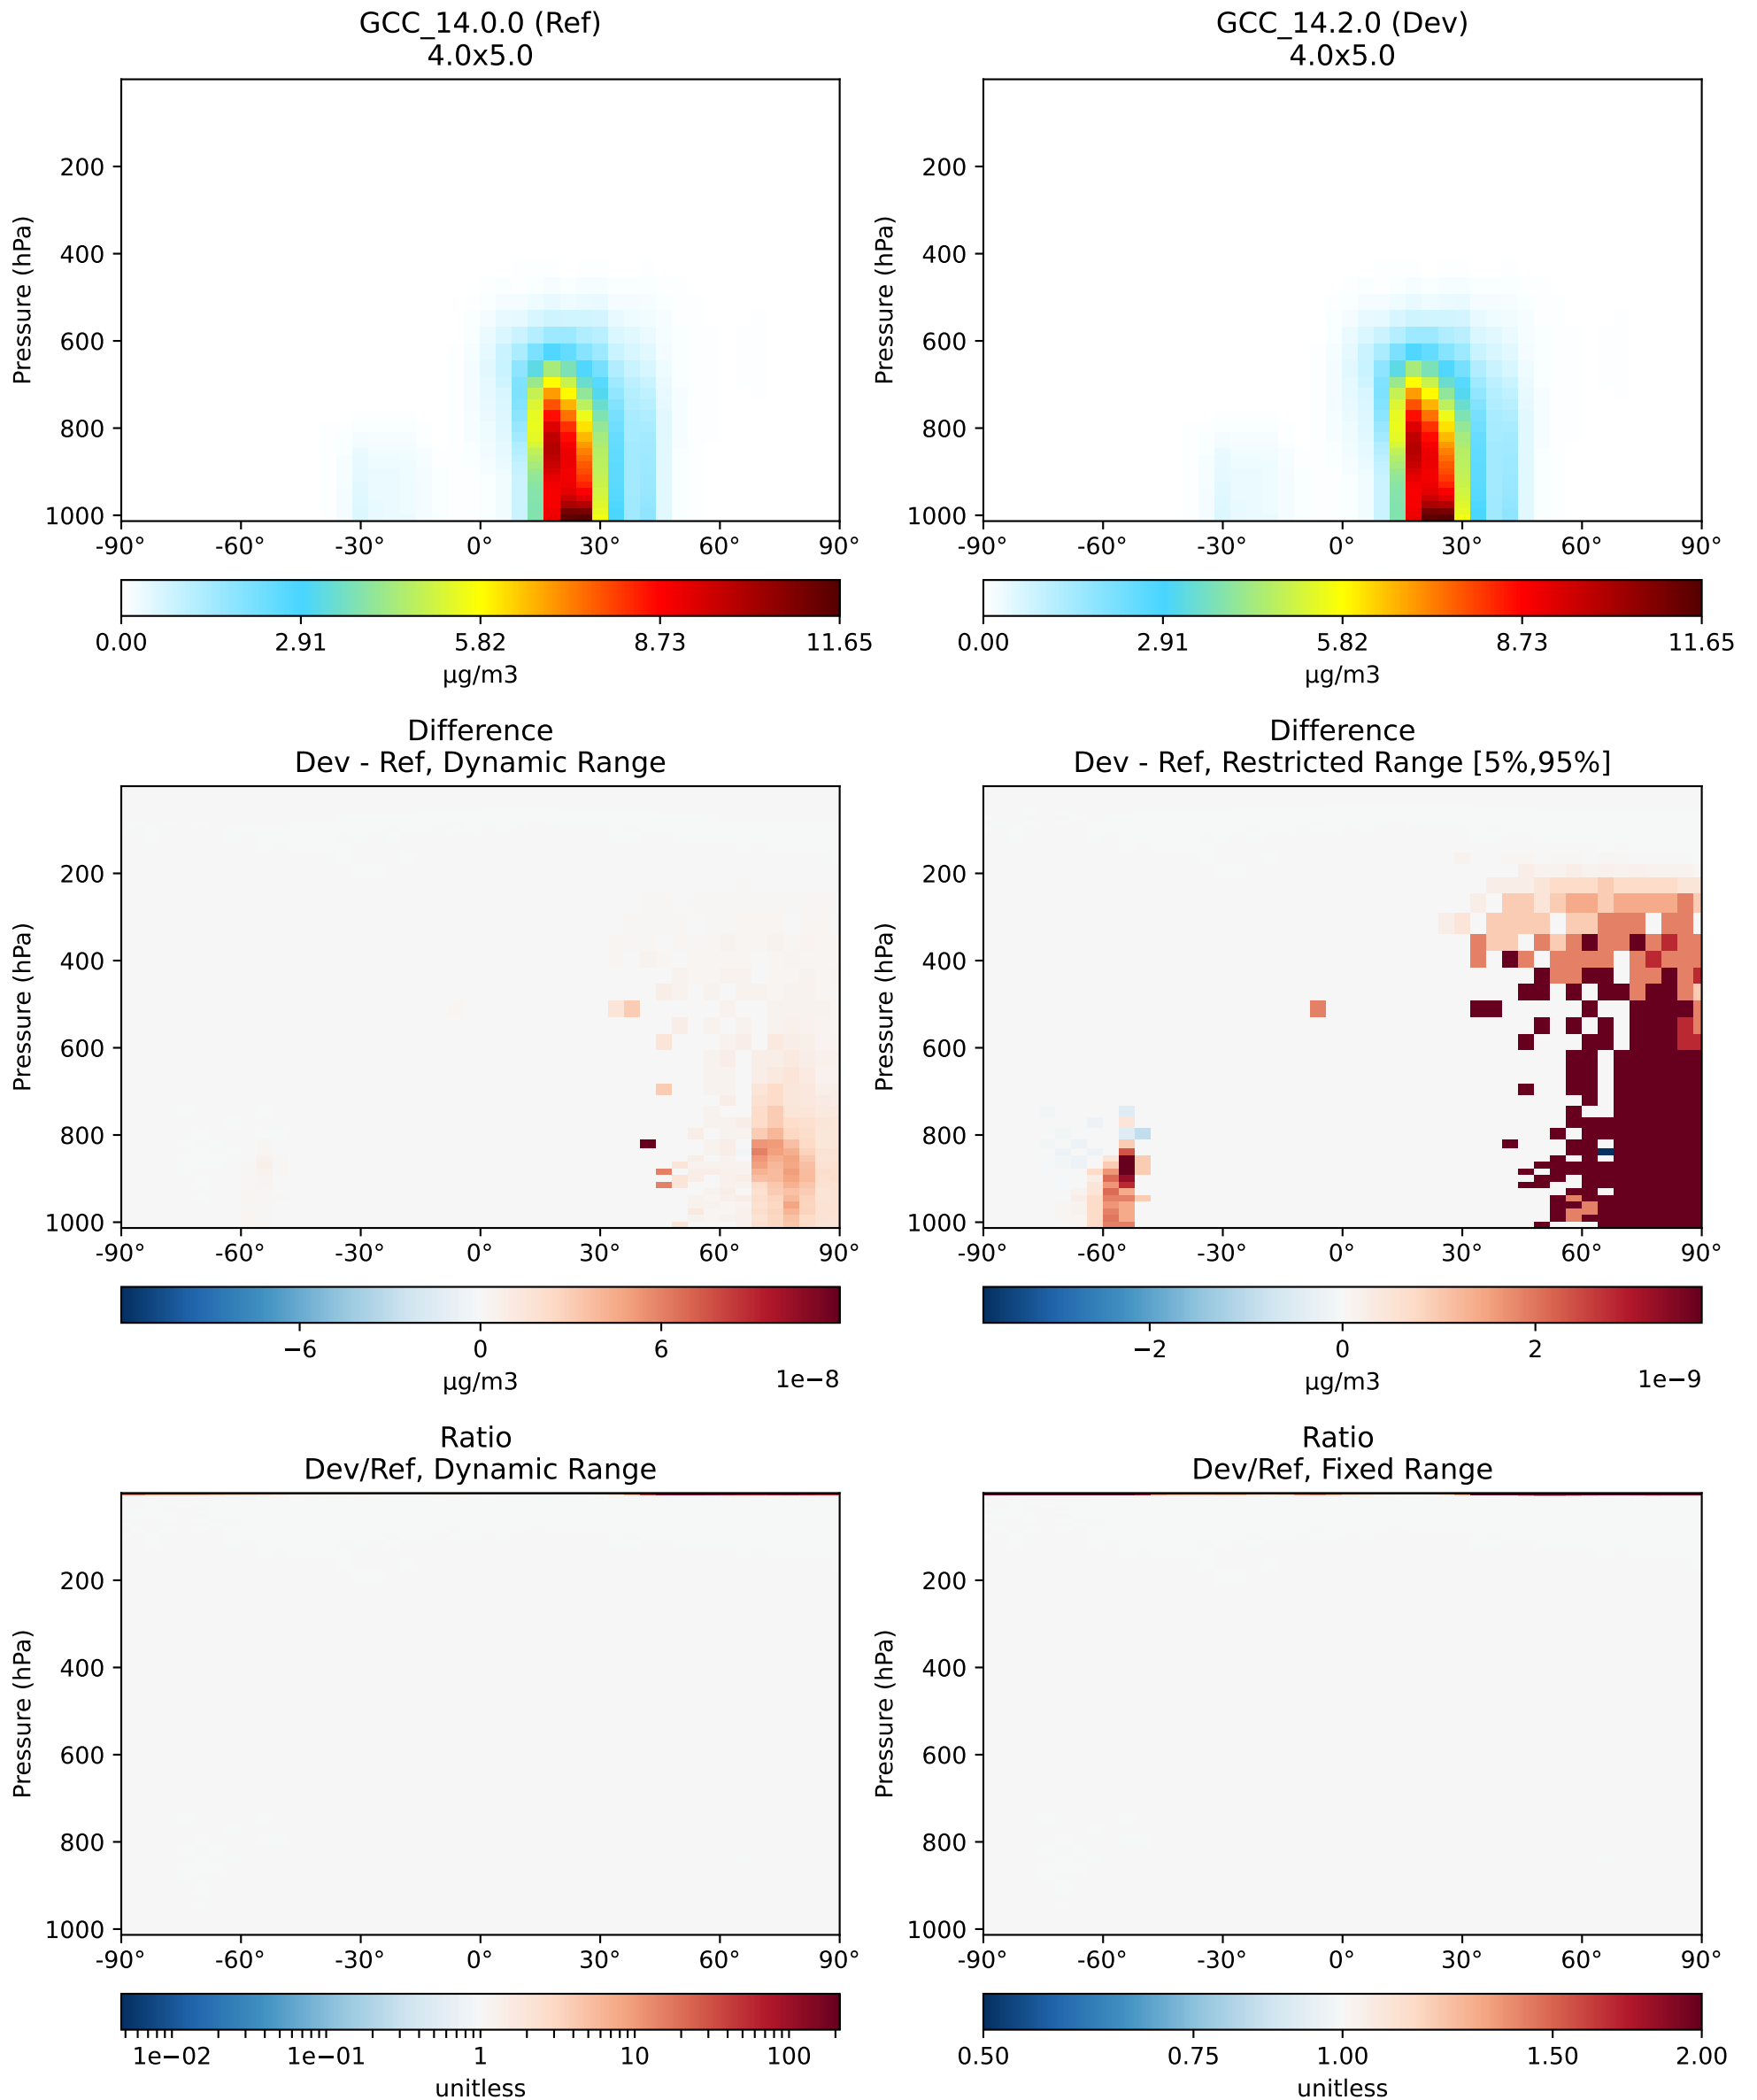 GCC_14.0.0 (Ref)
4.0x5.0
GCC_14.2.0 (Dev)
4.0x5.0
Pressure (hPa)
200
400
600
800
1000
-90° -60° -30° 0° 30° 60° 90°
0.00 2.91 5.82 8.73 11.65
µg/m3
Pressure (hPa)
200
400
600
800
1000
-90° -60° -30° 0° 30° 60° 90°
0.00 2.91 5.82 8.73 11.65
µg/m3
Difference
Dev - Ref, Dynamic Range
Difference
Dev - Ref, Restricted Range [5%,95%]
Pressure (hPa)
200
400
600
800
1000
-90° -60° -30° 0° 30° 60° 90°
−6 0 6
µg/m3 1e−8
Pressure (hPa)
200
400
600
800
1000
-90° -60° -30° 0° 30° 60° 90°
−2 0 2
µg/m3 1e−9
Ratio
Dev/Ref, Dynamic Range
Ratio
Dev/Ref, Fixed Range
Pressure (hPa)
200
400
600
800
1000
-90° -60° -30° 0° 30° 60° 90°
1e−02 1e−01 1 10 100
unitless
Pressure (hPa)
200
400
600
800
1000
-90° -60° -30° 0° 30° 60° 90°
0.50 0.75 1.00 1.50 2.00
unitless